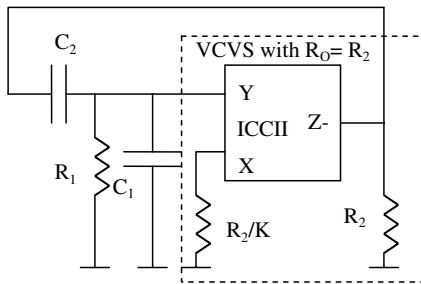 C2
VCVS with RO= R2
Y
ICCII
Z-
X
R1
C1
R2/K
R2